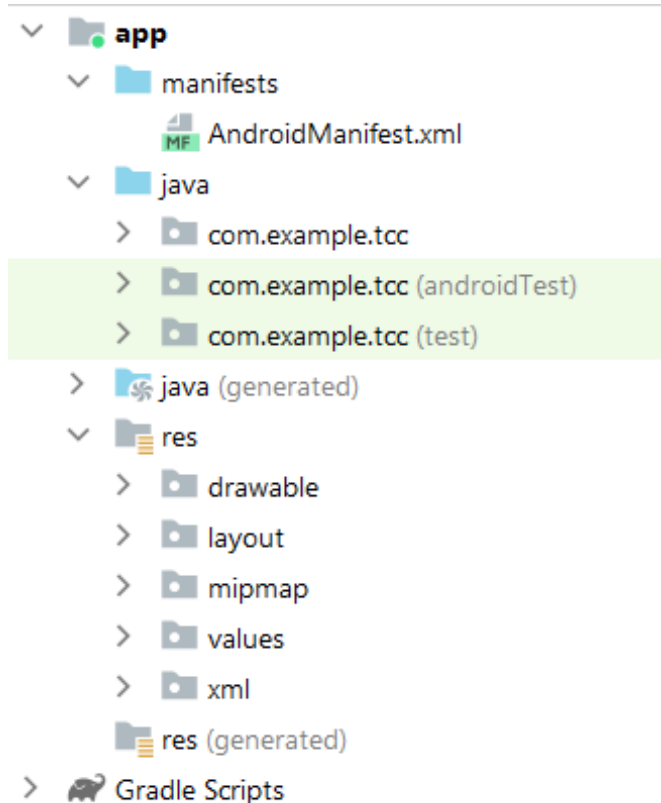 app
manifests
MF AndroidManifest.xml
java
com.example.tcc
com.example.tcc (androidTest)
com.example.tcc (test)
java (generated)
res
drawable
layout
mipmap
values
xml
res (generated)
Gradle Scripts